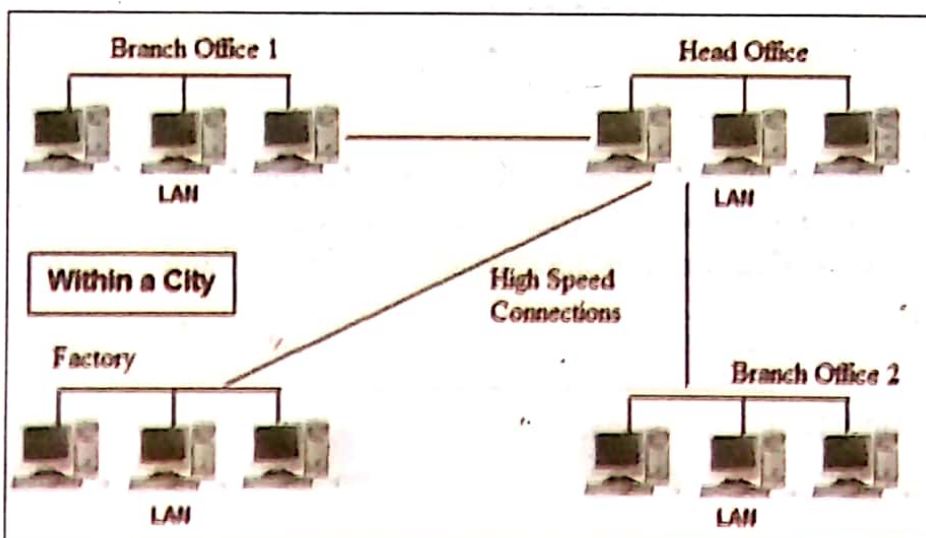 Branch Office 1
Head Office
LAN
LAN
Within a City
High Speed
Connections
Factory
Branch Office 2
LAN
LAN